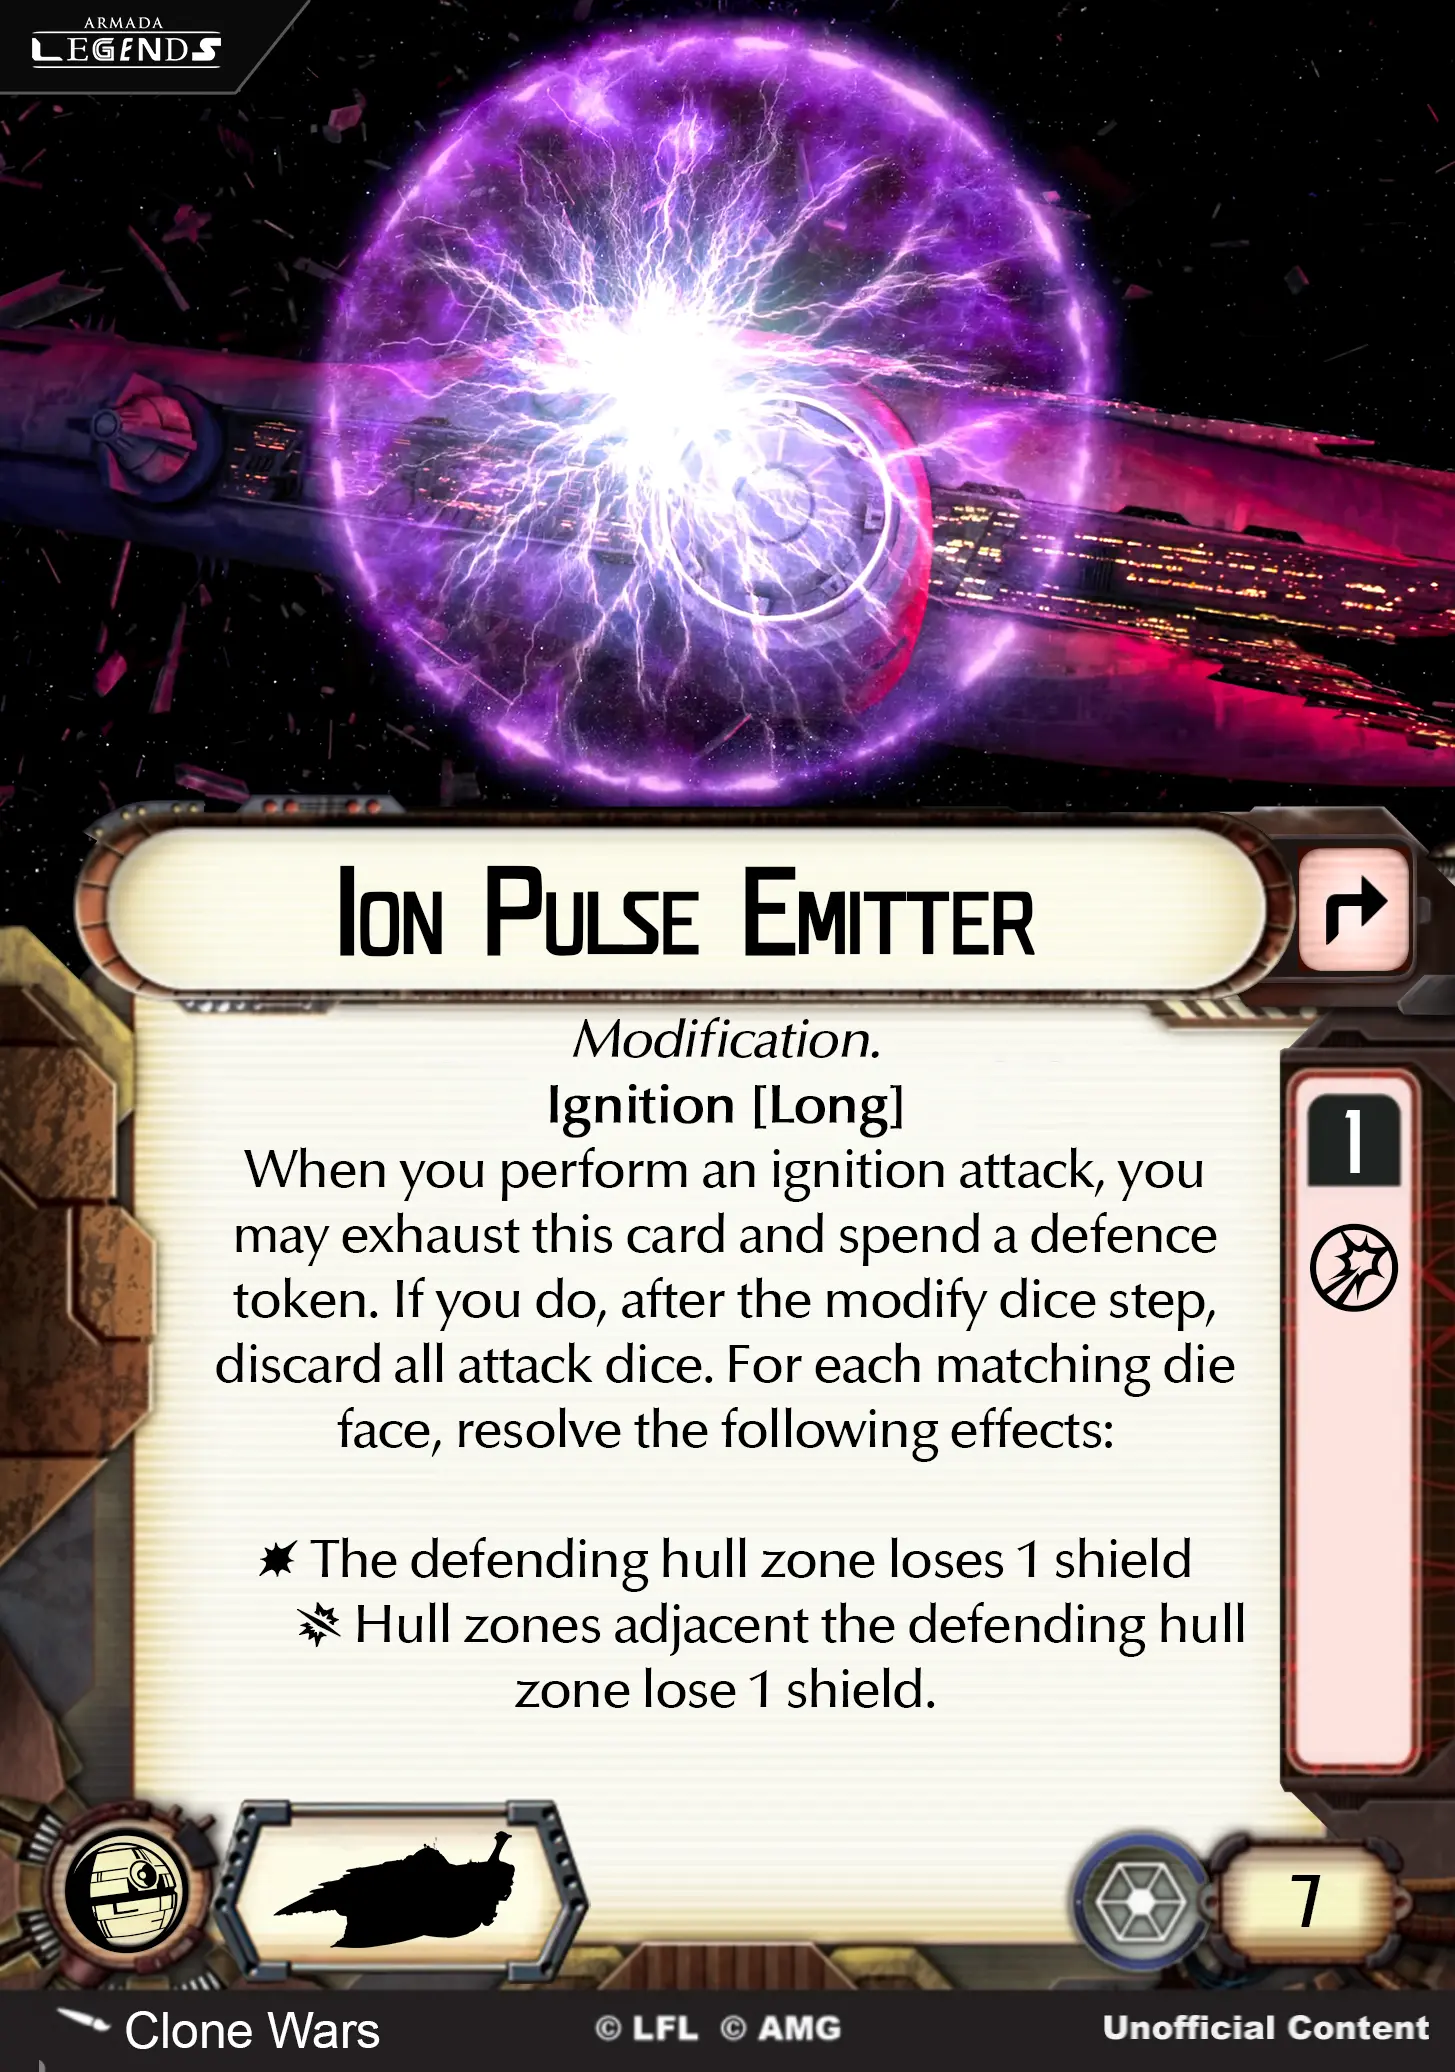 ARMADA
LEGENDS
ION PULSE EMITTER
Modification.
Ignition [Long]
When you perform an ignition attack, you
may exhaust this card and spend a defence
token. If you do, after the modify dice step,
discard all attack dice. For each matching die
face, resolve the following effects:
The defending hull zone loses 1 shield
Hull zones adjacent the defending hull
zone lose 1 shield.
1
7
Clone Wars
© LFL © AMG
Unofficial Content